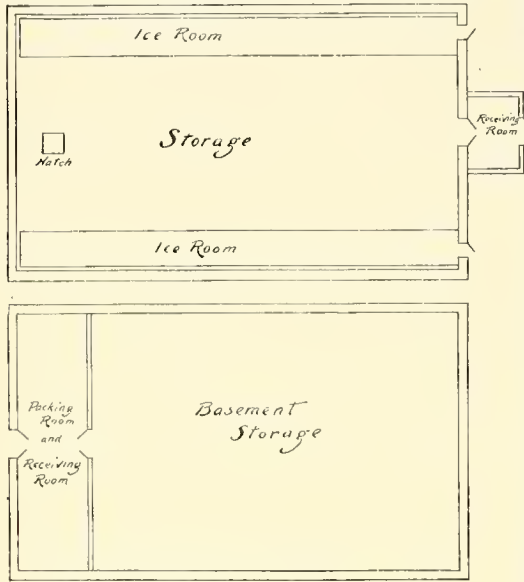 Ice Room
Storage
Receiving
Room
Hatch
Ice Room
Packing
Room
and
Receiving
Room
Basement
Storage